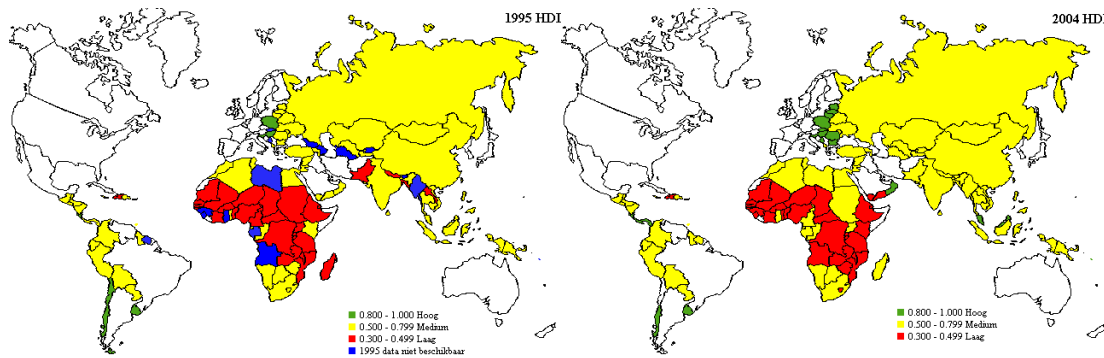 1995 HDI
0.800 - 1.000 Hoog
0.500 - 0.799 Medium
0.300 - 0.499 Laag
1995 data niet beschikbaar
2004 HDI
0.800 - 1.000 Hoog
0.500 - 0.799 Medium
0.300 - 0.499 Laag